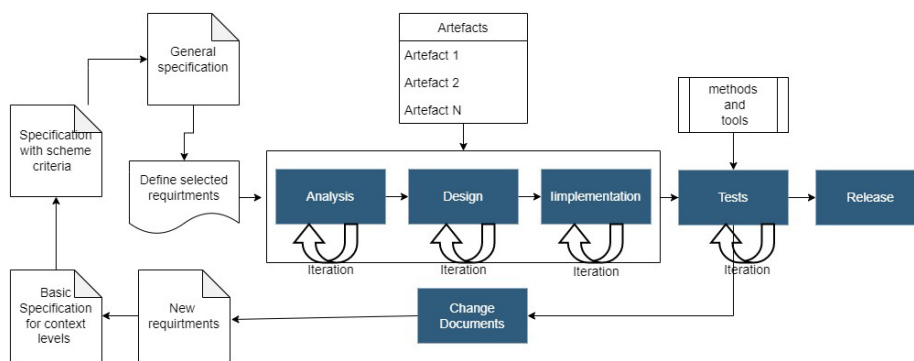 Artefacts
Artefact 1
Artefact 2
Artefact N
General
specification
methods
and
tools
Specification
with scheme
criteria
Define selected
requirtments
Analysis
Design
Iimplementation
Tests
Release
Iteration
Iteration
Iteration
Iteration
Basic
Specification
for context
levels
New
requirtments
Change
Documents